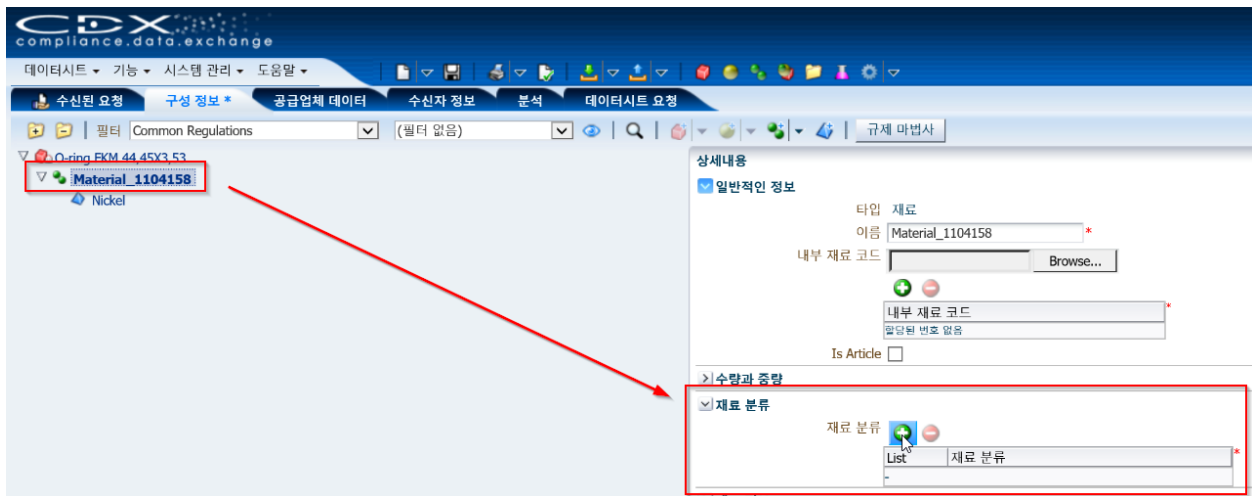 CDX
compliance.data.exchange
데이터시트 기능 시스템 관리 도움말
수신된 요청 구성 정보 * 공급업체 데이터 수신자 정보 분석 데이터시트 요청
필터 Common Regulations (필터 없음) 규제 마법사
O-ring FKM 44,45X3,53
Material_1104158
Nickel
상세내용
일반적인 정보
타입 재료
이름 Material_1104158 *
내부 재료 코드 Browse...
내부 재료 코드 *
할당된 번호 없음
Is Article
수량과 중량
재료 분류
재료 분류
List 재료 분류 *
-